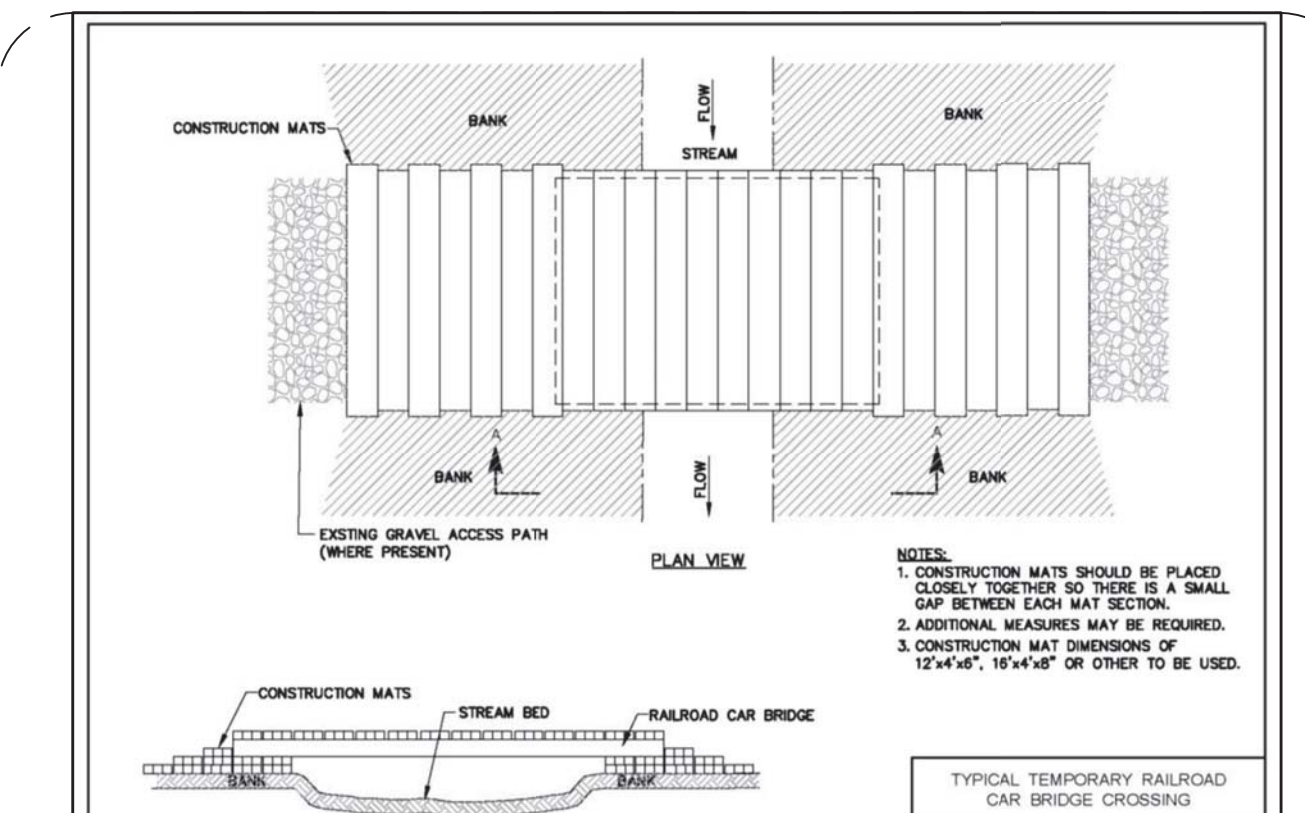 CONSTRUCTION MATS
BANK
FLOW
STREAM
BANK
A
A
BANK
FLOW
BANK
EXSTING GRAVEL ACCESS PATH
(WHERE PRESENT)
PLAN VIEW
NOTES:
1. CONSTRUCTION MATS SHOULD BE PLACED
CLOSELY TOGETHER SO THERE IS A SMALL
GAP BETWEEN EACH MAT SECTION.
2. ADDITIONAL MEASURES MAY BE REQUIRED.
3. CONSTRUCTION MAT DIMENSIONS OF
12'x4'x6", 16'x4'x8" OR OTHER TO BE USED.
CONSTRUCTION MATS
STREAM BED
RAILROAD CAR BRIDGE
BANK
BANK
TYPICAL TEMPORARY RAILROAD
CAR BRIDGE CROSSING